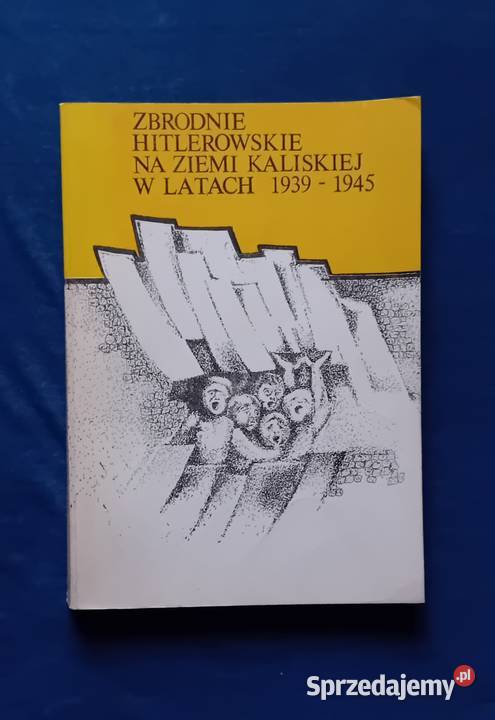 ZBRODNIE
HITLEROWSKIE
NA ZIEMI KALISKIEJ
W LATACH 1939 - 1945
Sprzedajemy.pl